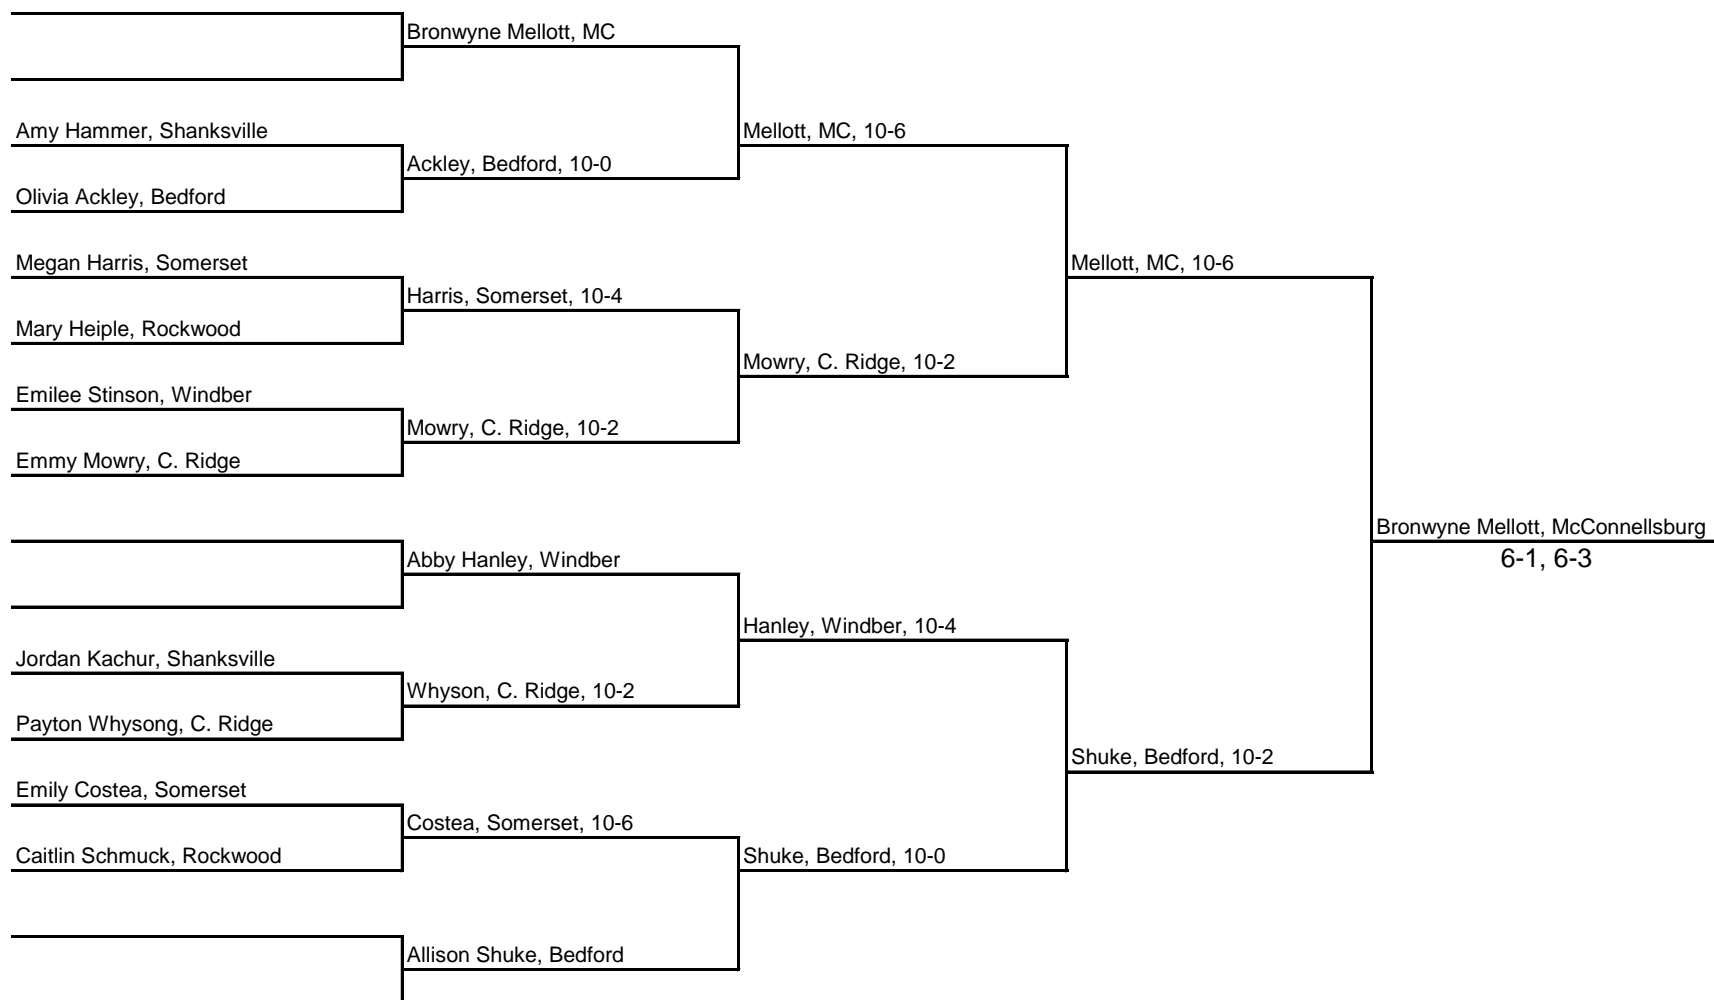 Bronwyne Mellott, MC
Amy Hammer, Shanksville
Mellott, MC, 10-6
Ackley, Bedford, 10-0
Olivia Ackley, Bedford
Megan Harris, Somerset
Mellott, MC, 10-6
Harris, Somerset, 10-4
Mary Heiple, Rockwood
Mowry, C. Ridge, 10-2
Emilee Stinson, Windber
Mowry, C. Ridge, 10-2
Emmy Mowry, C. Ridge
Bronwyne Mellott, McConnellsburg
6-1, 6-3
Abby Hanley, Windber
Hanley, Windber, 10-4
Jordan Kachur, Shanksville
Whyson, C. Ridge, 10-2
Payton Whysong, C. Ridge
Shuke, Bedford, 10-2
Emily Costea, Somerset
Costea, Somerset, 10-6
Caitlin Schmuck, Rockwood
Shuke, Bedford, 10-0
Allison Shuke, Bedford